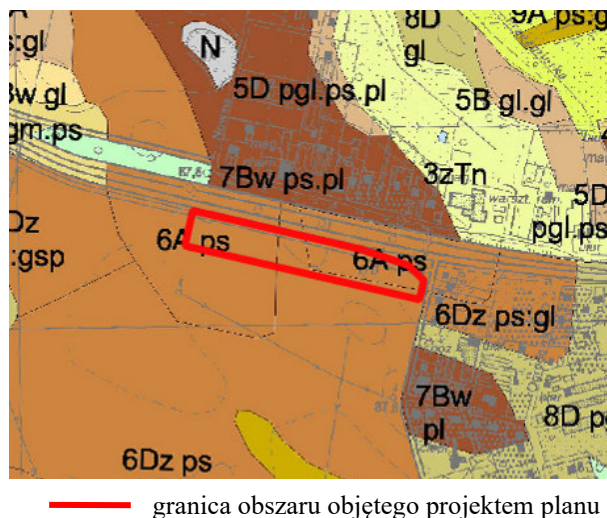 8D
gl
9A ps:g
s:gl
N
5D pgl.ps.pl
5B gl.gl
3w gl
gm.ps
7Bw ps.pl
3zTn
5D
pgl.ps
Dz
:gsp
6A ps
6A ps
6Dz ps:gl
7Bw
pl
8D pg
6Dz ps
granica obszaru objętego projektem planu